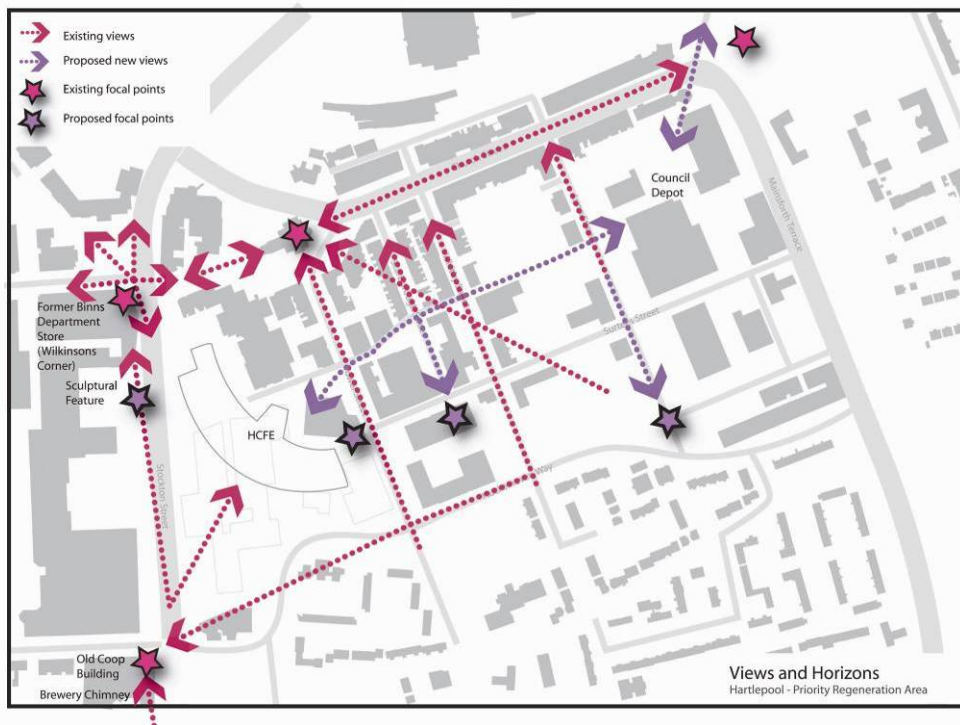 Existing views
Proposed new views
Existing focal points
Proposed focal points
Council
Depot
Mainsforth Terrace
Former Binns
Department
Store
(Wilkinsons
Corner)
Surtees Street
Sculptural
Feature
HCFE
Stockton Street
Way
Old Coop
Building
Brewery Chimney
Views and Horizons
Hartlepool - Priority Regeneration Area